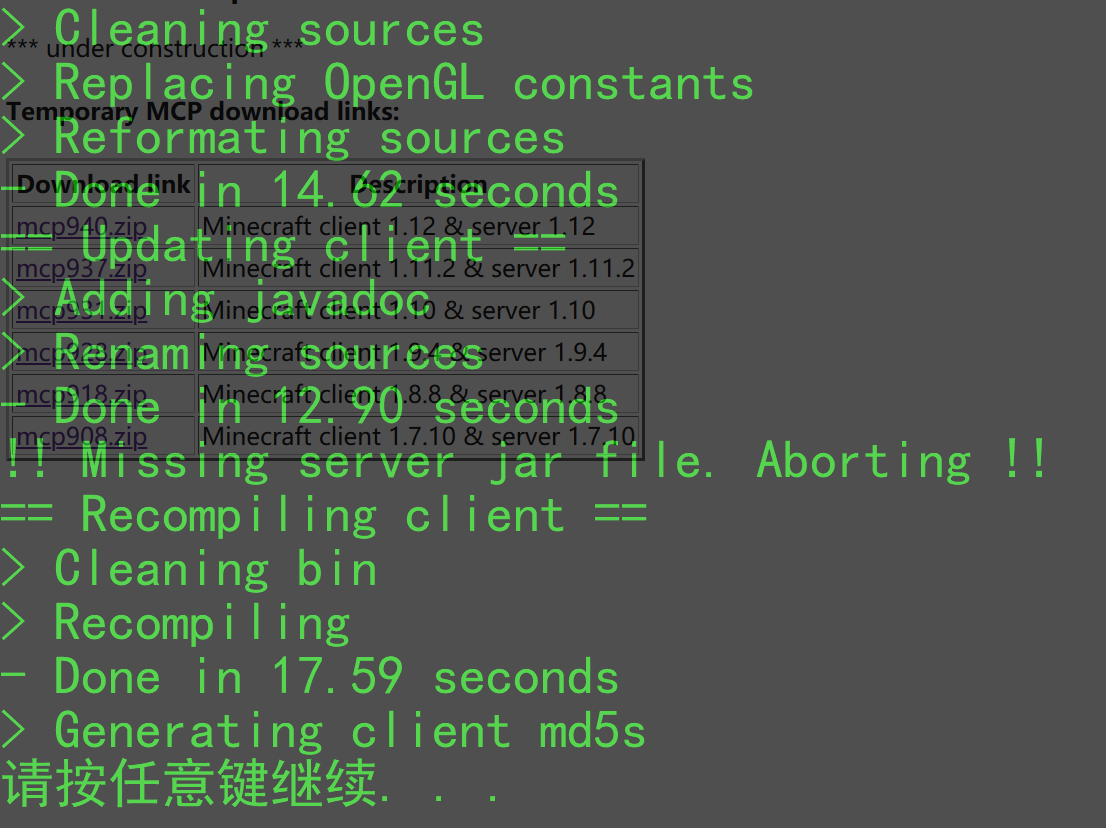 > Cleaning sources
*** under construction ***
> Replacing OpenGL constants
Temporary MCP download links:
> Reformating sources
Download link Description
- Done in 14.62 seconds
mcp940.zip Minecraft client 1.12 & server 1.12
== Updating client ==
mcp937.zip Minecraft client 1.11.2 & server 1.11.2
> Adding javadoc
mcp931.zip Minecraft client 1.10 & server 1.10
> Renaming sources
mcp928.zip Minecraft client 1.9.4 & server 1.9.4
mcp918.zip Minecraft client 1.8.8 & server 1.8.8
- Done in 12.90 seconds
mcp908.zip Minecraft client 1.7.10 & server 1.7.10
!! Missing server jar file. Aborting !!
== Recompiling client ==
> Cleaning bin
> Recompiling
- Done in 17.59 seconds
> Generating client md5s
请按任意键继续. . .